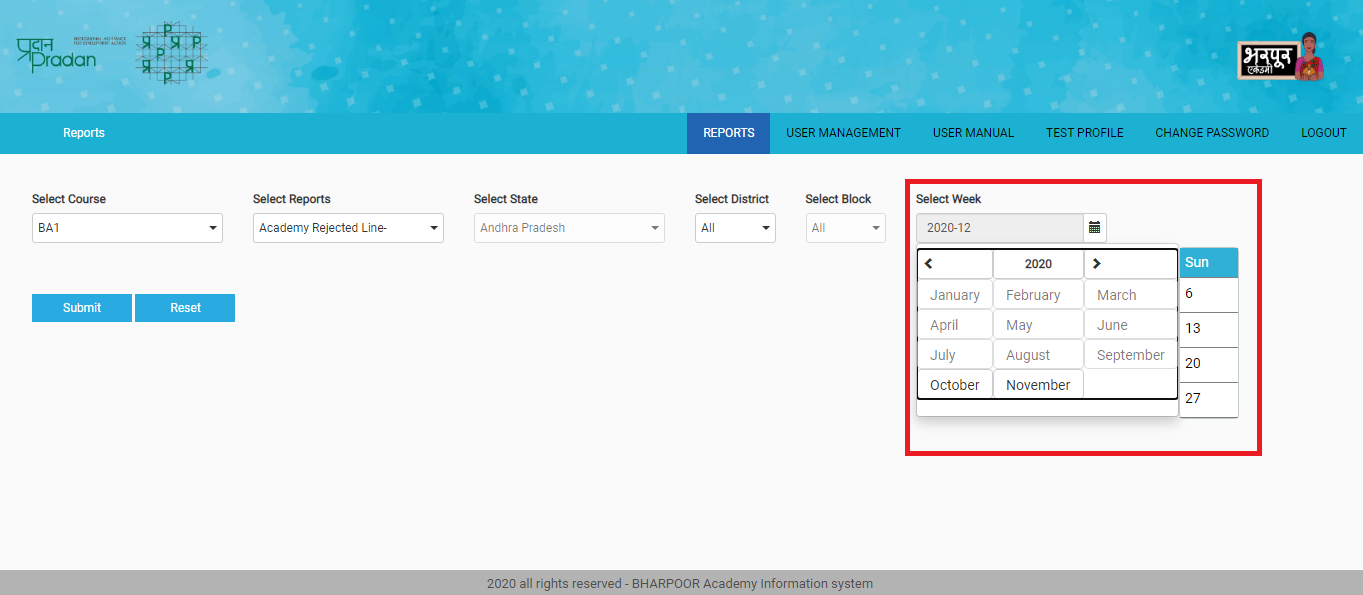 प्रदान
Pradan
PROFESSIONAL ASSISTANCE
FOR DEVELOPMENT ACTION
P
प्र P प्र P
प्र P प्र
P
भरपूर
एकेडमी
Reports
REPORTS USER MANAGEMENT USER MANUAL TEST PROFILE CHANGE PASSWORD LOGOUT
Select Course Select Reports Select State Select District Select Block Select Week
BA1 Academy Rejected Line- Andhra Pradesh All All 2020-12
2020 Sun
January February March 6
April May June 13
July August September 20
October November 27
Submit Reset
2020 all rights reserved - BHARPOOR Academy Information system